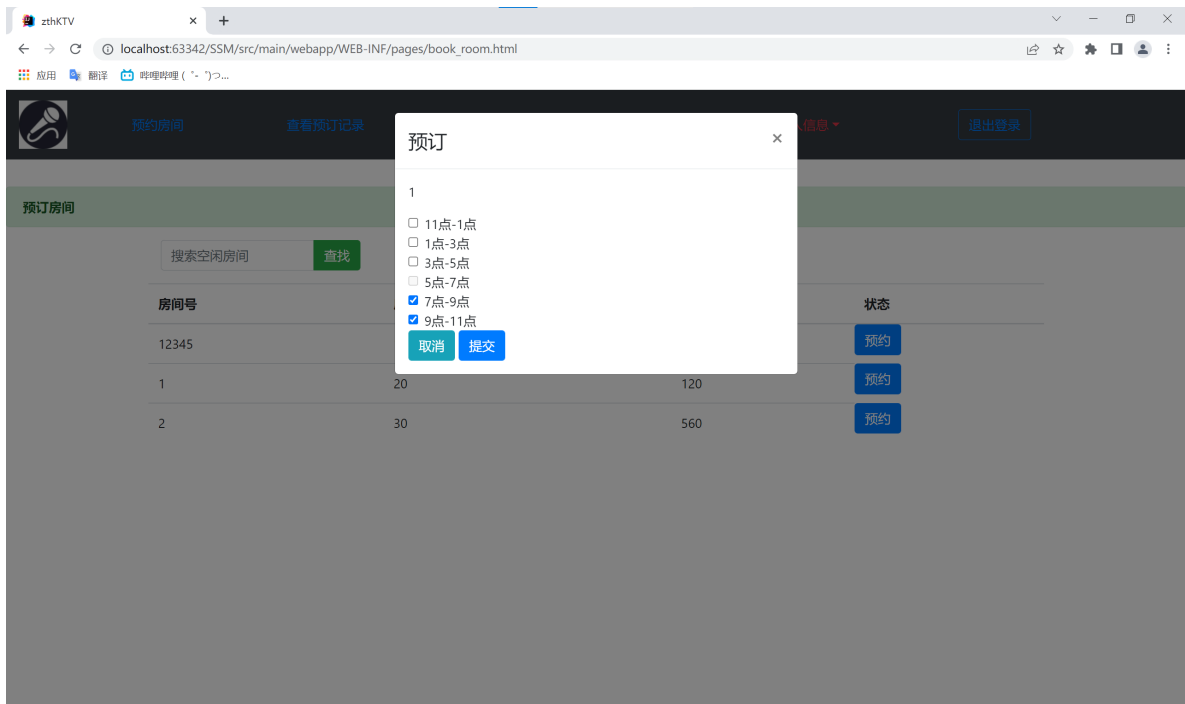 zthKTV
localhost:63342/SSM/src/main/webapp/WEB-INF/pages/book_room.html
应用 翻译 哔哩哔哩 ( ゜- ゜)つ...
预约房间 查看预订记录 信息 退出登录
预订 ×
1
预订房间
11点-1点
1点-3点
搜索空闲房间 查找
3点-5点
5点-7点
7点-9点
房间号 状态
9点-11点
取消 提交
12345 预约
1 20 120 预约
2 30 560 预约